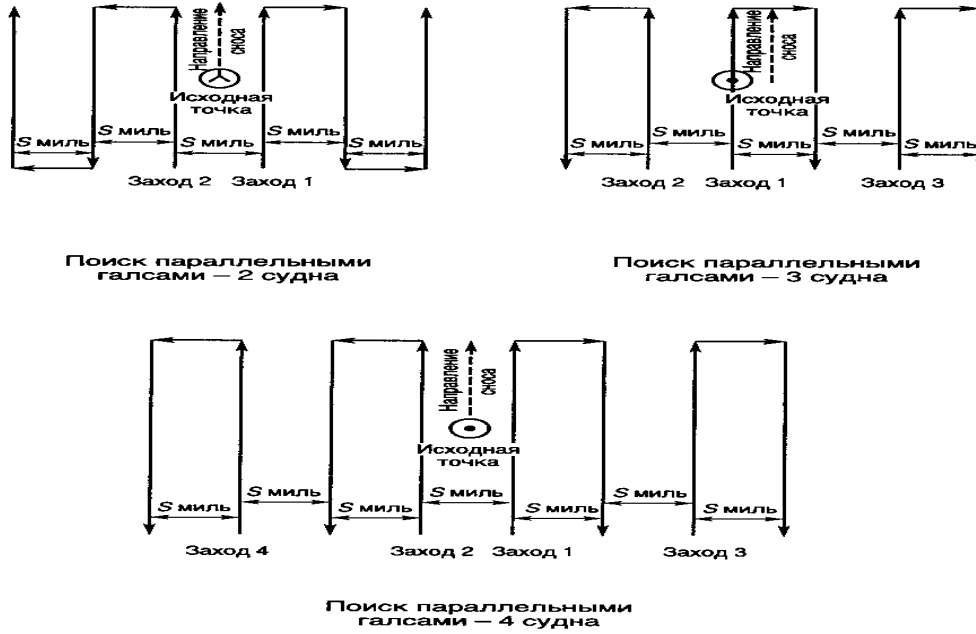 Направление
сноса
Исходная
точка
S миль
S миль
S миль
S миль
S миль
Заход 2
Заход 1
Поиск параллельными
галсами – 2 судна
Направление
сноса
Исходная
точка
S миль
S миль
S миль
S миль
S миль
Заход 2
Заход 1
Заход 3
Поиск параллельными
галсами – 3 судна
Направление
сноса
Исходная
точка
S миль
S миль
S миль
S миль
S миль
S миль
S миль
Заход 4
Заход 2
Заход 1
Заход 3
Поиск параллельными
галсами – 4 судна